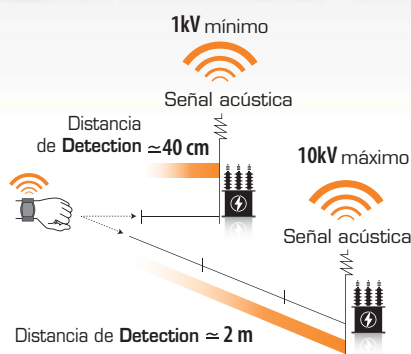 1kV mínimo
Señal acústica
Distancia
de Detection ≃40 cm
10kV máximo
Señal acústica
Distancia de Detection ≃ 2 m